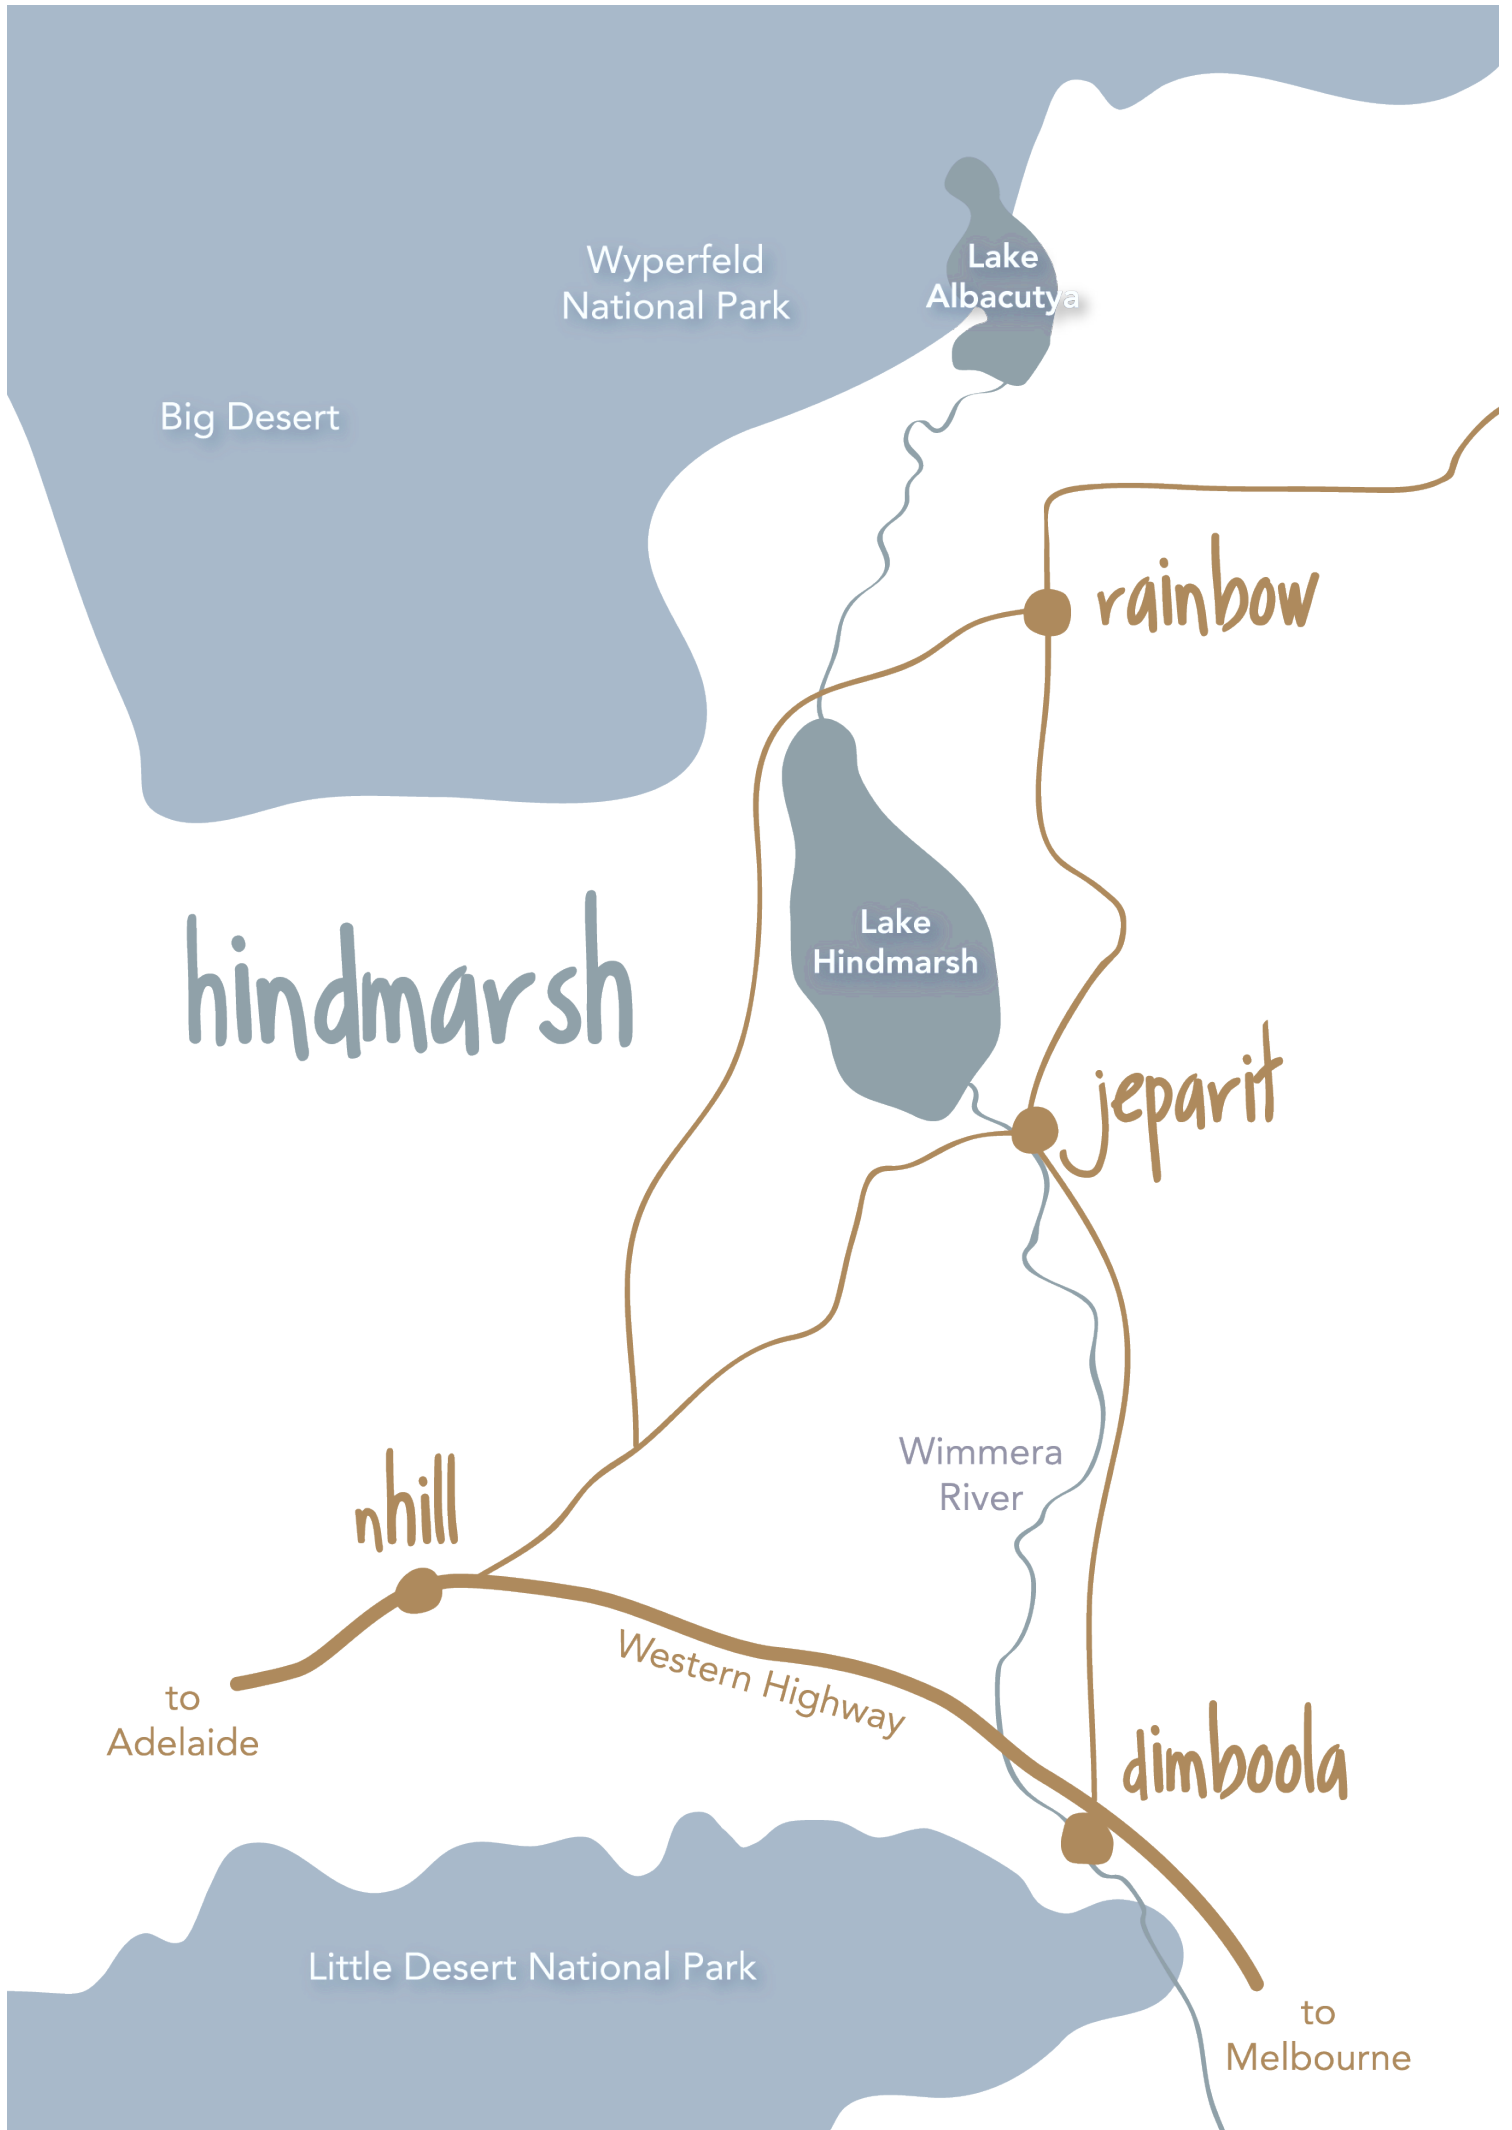 Wyperfeld
National Park
Lake
Albacutya
Big Desert
rainbow
hindmarsh
Lake
Hindmarsh
jeparit
nhill
Wimmera
River
Western Highway
to
Adelaide
dimboola
Little Desert National Park
to
Melbourne